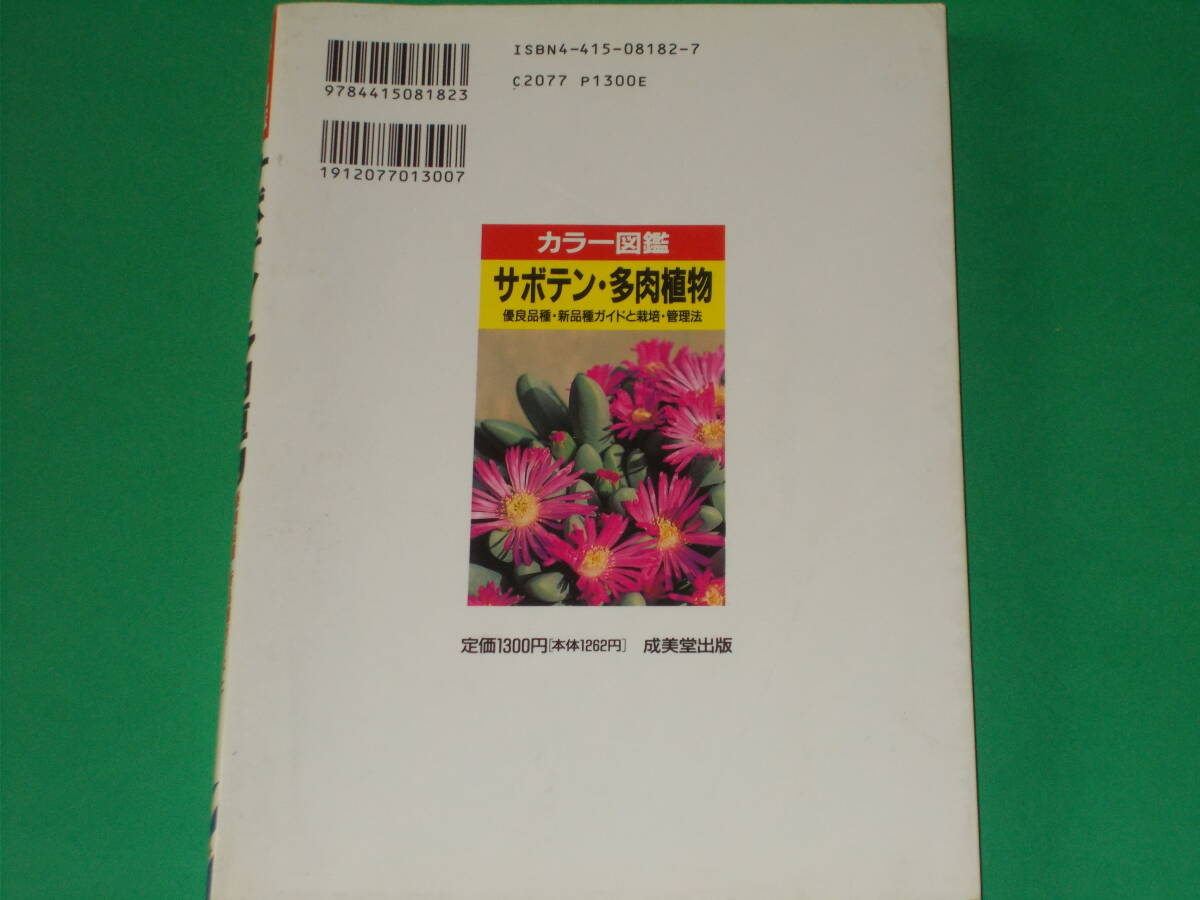 9784415081823
ISBN4-415-08182-7
C2077 P1300E
1912077013007
カラー図鑑
サボテン・多肉植物
優良品種・新品種ガイドと栽培・管理法
定価1300円[本体1262円] 成美堂出版